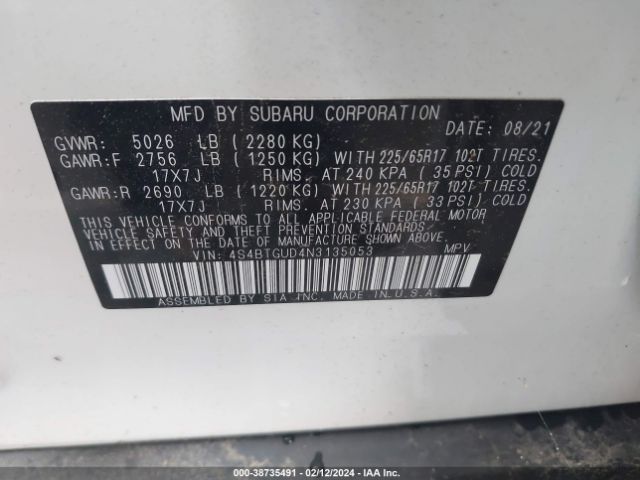 MFD BY SUBARU CORPORATION
DATE: 08/21
GVWR: 5026 LB (2280 KG)
GAWR:F 2756 LB (1250 KG) WITH 225/65R17 102T TIRES.
17X7J RIMS. AT 240 KPA (35 PSI) COLD
GAWR:R 2690 LB (1220 KG) WITH 225/65R17 102T TIRES.
17X7J RIMS. AT 230 KPA (33 PSI) COLD
THIS VEHICLE CONFORMS TO ALL APPLICABLE FEDERAL MOTOR
VEHICLE SAFETY AND THEFT PREVENTION STANDARDS IN EFFECT
ON THE DATE OF MANUFACTURE SHOWN ABOVE.
VIN: 4S4BTGUD4N3135053 MPV
ASSEMBLED BY SIA INC. MADE IN U.S.A.
000-38735491 - 02/12/2024 - IAA Inc.